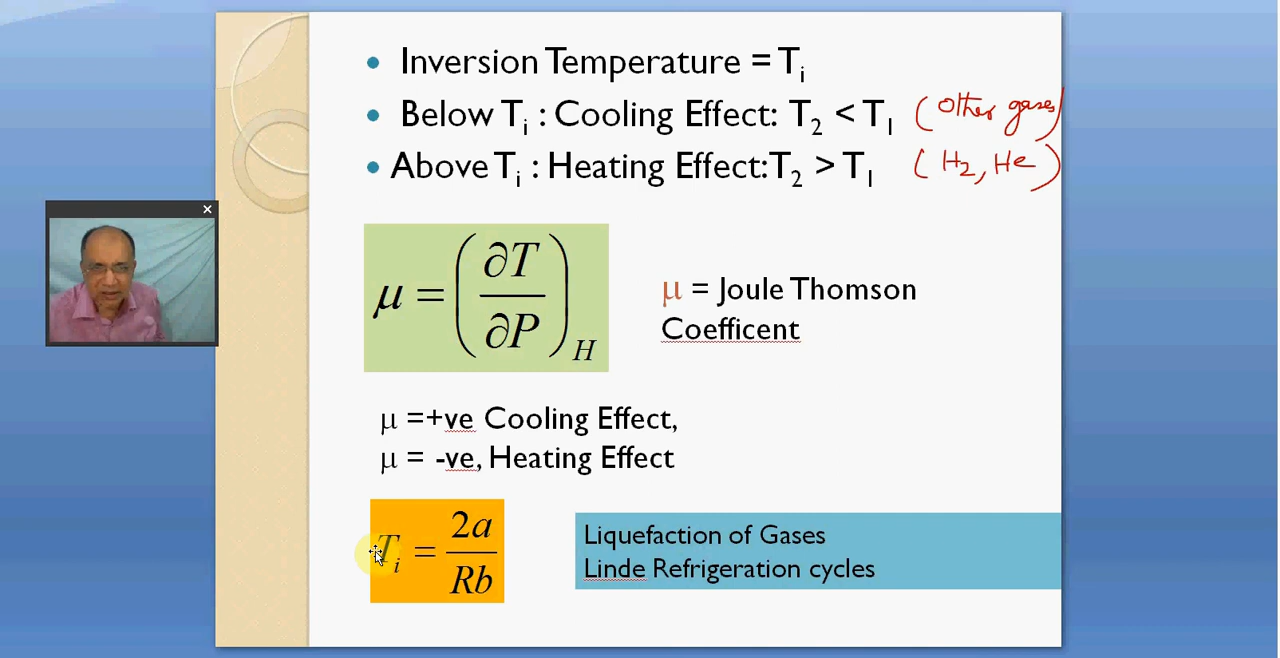 Inversion Temperature = Ti
Below Ti : Cooling Effect: T2 < T1 (Other gases)
Above Ti : Heating Effect:T2 > T1 (H2, He)
×
μ = (∂T/∂P)H
μ = Joule Thomson
Coefficent
μ =+ve Cooling Effect,
μ = -ve, Heating Effect
Ti = 2a/Rb
Liquefaction of Gases
Linde Refrigeration cycles